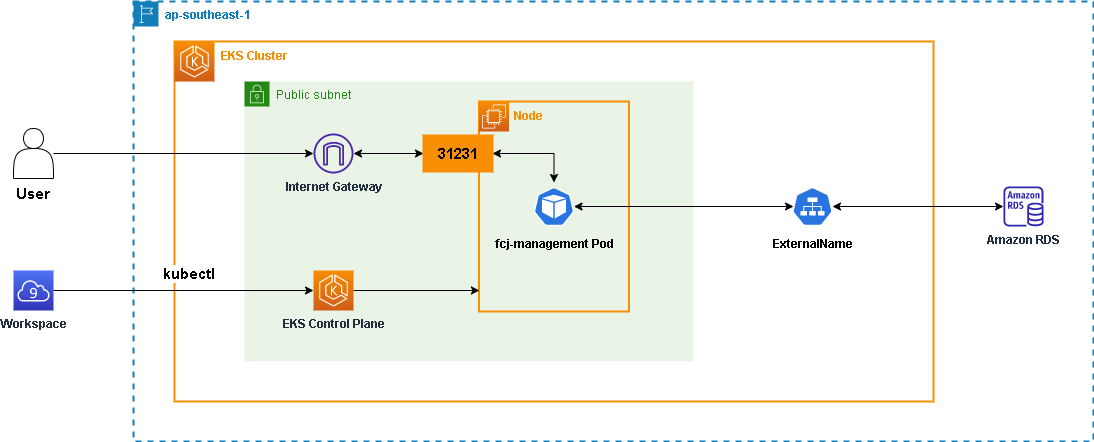 ap-southeast-1
EKS Cluster
Public subnet
Node
31231
Internet Gateway
User
fcj-management Pod
ExternalName
Amazon
RDS
Amazon RDS
kubectl
9
K
K
Workspace
EKS Control Plane